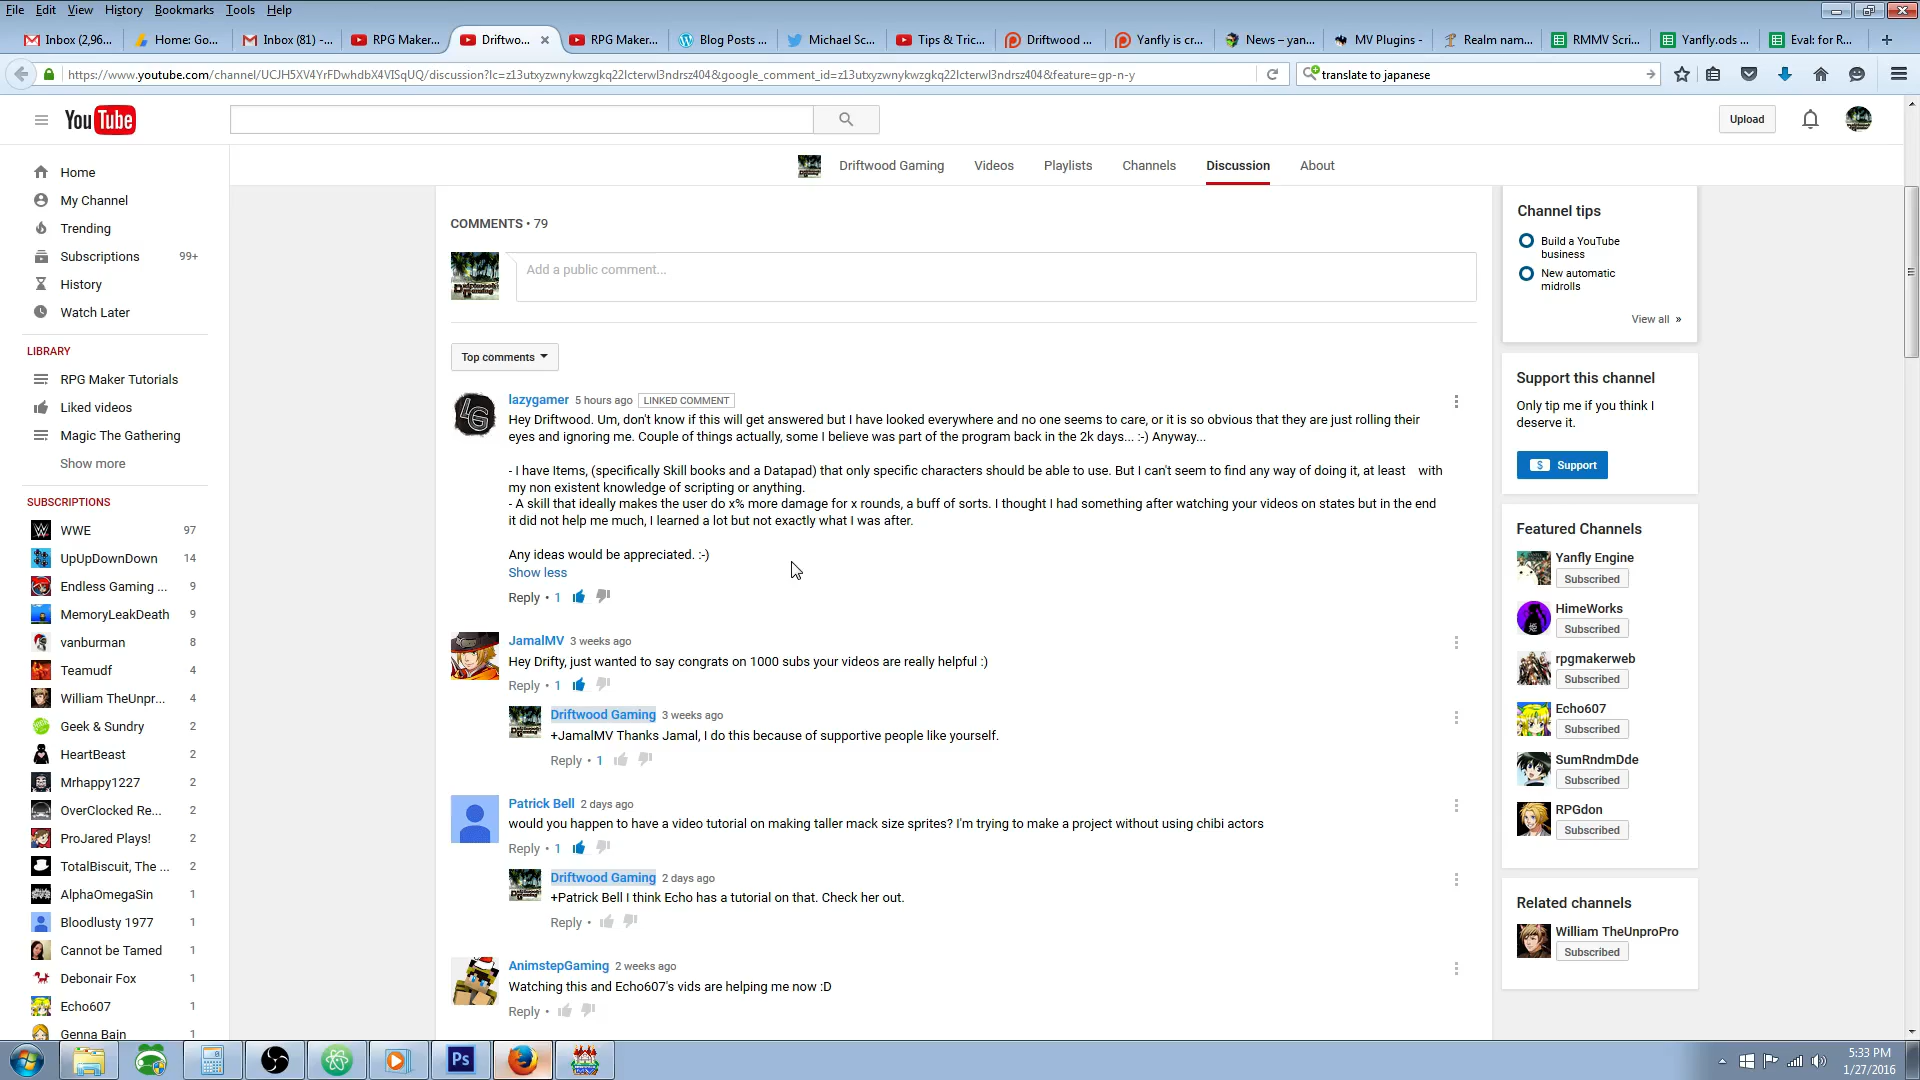 File Edit View History Bookmarks Tools Help
Inbox (2,96...
Home: Go...
Inbox (81) -...
RPG Maker...
Driftwo...
RPG Maker...
Blog Posts ...
Michael Sc...
Tips & Tric...
Driftwood ...
Yanfly is cr...
News – yan...
MV Plugins -
Realm nam...
RMMV Scri...
Yanfly.ods ...
Eval: for R...
https://www.youtube.com/channel/UCJH5XV4YrFDwhdbX4VISqUQ/discussion?lc=z13utxyzwnykwzgkq22lcterwl3ndrsz404&google_comment_id=z13utxyzwnykwzgkq22lcterwl3ndrsz404&feature=gp-n-y
translate to japanese
YouTube
Upload
Driftwood Gaming Videos Playlists Channels Discussion About
Home
My Channel
Trending
Subscriptions 99+
History
Watch Later
LIBRARY
RPG Maker Tutorials
Liked videos
Magic The Gathering
Show more
SUBSCRIPTIONS
WWE 97
UpUpDownDown 14
Endless Gaming ... 9
MemoryLeakDeath 9
vanburman 8
Teamudf 4
William TheUnpr... 4
Geek & Sundry 2
HeartBeast 2
Mrhappy1227 2
OverClocked Re... 2
ProJared Plays! 2
TotalBiscuit, The ... 2
AlphaOmegaSin 1
Bloodlusty 1977 1
Cannot be Tamed 1
Debonair Fox 1
Echo607 1
Genna Bain 1
COMMENTS • 79
Add a public comment...
Top comments
lazygamer 5 hours ago LINKED COMMENT
Hey Driftwood. Um, don't know if this will get answered but I have looked everywhere and no one seems to care, or it is so obvious that they are just rolling their
eyes and ignoring me. Couple of things actually, some I believe was part of the program back in the 2k days... :-) Anyway...
- I have Items, (specifically Skill books and a Datapad) that only specific characters should be able to use. But I can't seem to find any way of doing it, at least with
my non existent knowledge of scripting or anything.
- A skill that ideally makes the user do x% more damage for x rounds, a buff of sorts. I thought I had something after watching your videos on states but in the end
it did not help me much, I learned a lot but not exactly what I was after.
Any ideas would be appreciated. :-)
Show less
Reply • 1
JamalMV 3 weeks ago
Hey Drifty, just wanted to say congrats on 1000 subs your videos are really helpful :)
Reply • 1
Driftwood Gaming 3 weeks ago
+JamalMV Thanks Jamal, I do this because of supportive people like yourself.
Reply • 1
Patrick Bell 2 days ago
would you happen to have a video tutorial on making taller mack size sprites? I'm trying to make a project without using chibi actors
Reply • 1
Driftwood Gaming 2 days ago
+Patrick Bell I think Echo has a tutorial on that. Check her out.
Reply •
AnimstepGaming 2 weeks ago
Watching this and Echo607's vids are helping me now :D
Reply •
Channel tips
Build a YouTube
business
New automatic
midrolls
View all »
Support this channel
Only tip me if you think I
deserve it.
$ Support
Featured Channels
Yanfly Engine
Subscribed
HimeWorks
Subscribed
rpgmakerweb
Subscribed
Echo607
Subscribed
SumRndmDde
Subscribed
RPGdon
Subscribed
Related channels
William TheUnproPro
Subscribed
Ps
5:33 PM
1/27/2016